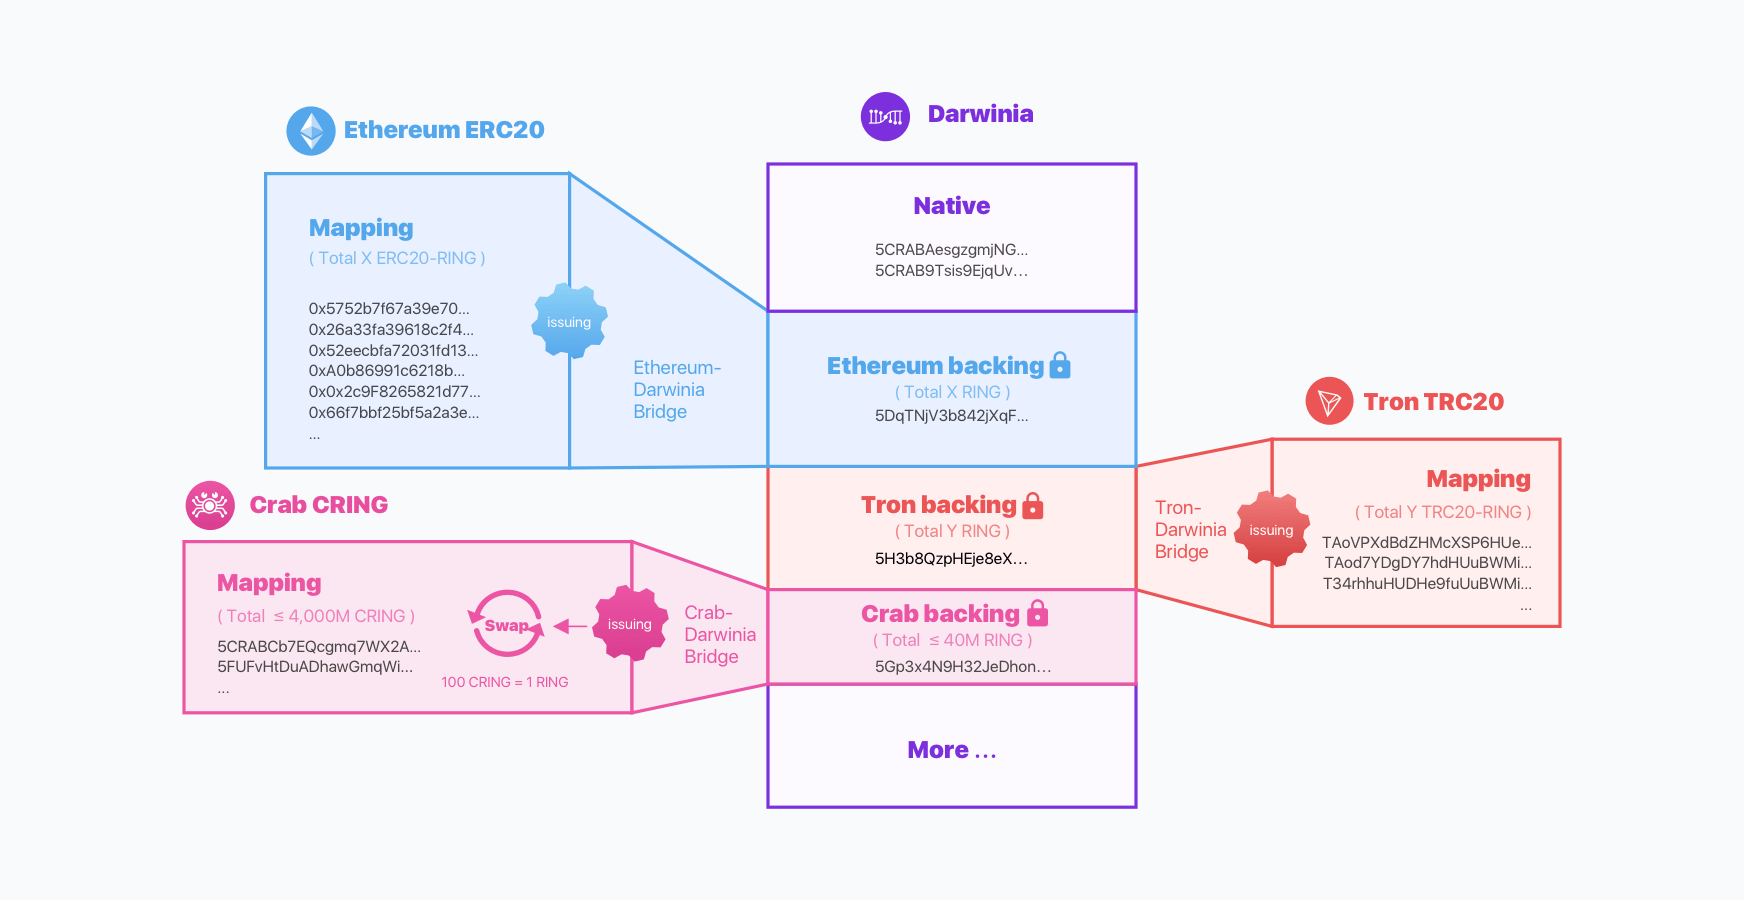 Ethereum ERC20
Mapping
( Total X ERC20-RING )
0x5752b7f67a39e70...
0x26a33fa39618c2f4...
0x52eecbfa72031fd13...
0xA0b86991c6218b...
0x0x2c9F8265821d77...
0x66f7bbf25bf5a2a3e...
...
issuing
Ethereum-
Darwinia
Bridge
Darwinia
Native
5CRABAesgzgmjNG...
5CRAB9Tsis9EjqUv...
Ethereum backing
( Total X RING )
5DqTNjV3b842jXqF...
Tron backing
( Total Y RING )
5H3b8QzpHEje8eX...
Crab backing
( Total ≤ 40M RING )
5Gp3x4N9H32JeDhon...
More ...
Tron TRC20
Mapping
( Total Y TRC20-RING )
TAoVPXdBdZHMcXSP6HUe...
TAod7YDgDY7hdHUuBWMi...
T34rhhuHUDHe9fuUuBWMi...
...
issuing
Tron-
Darwinia
Bridge
Crab CRING
Mapping
( Total ≤ 4,000M CRING )
5CRABCb7EQcgmq7WX2A...
5FUFvHtDuADhawGmqWi...
...
Swap
100 CRING = 1 RING
issuing
Crab-
Darwinia
Bridge